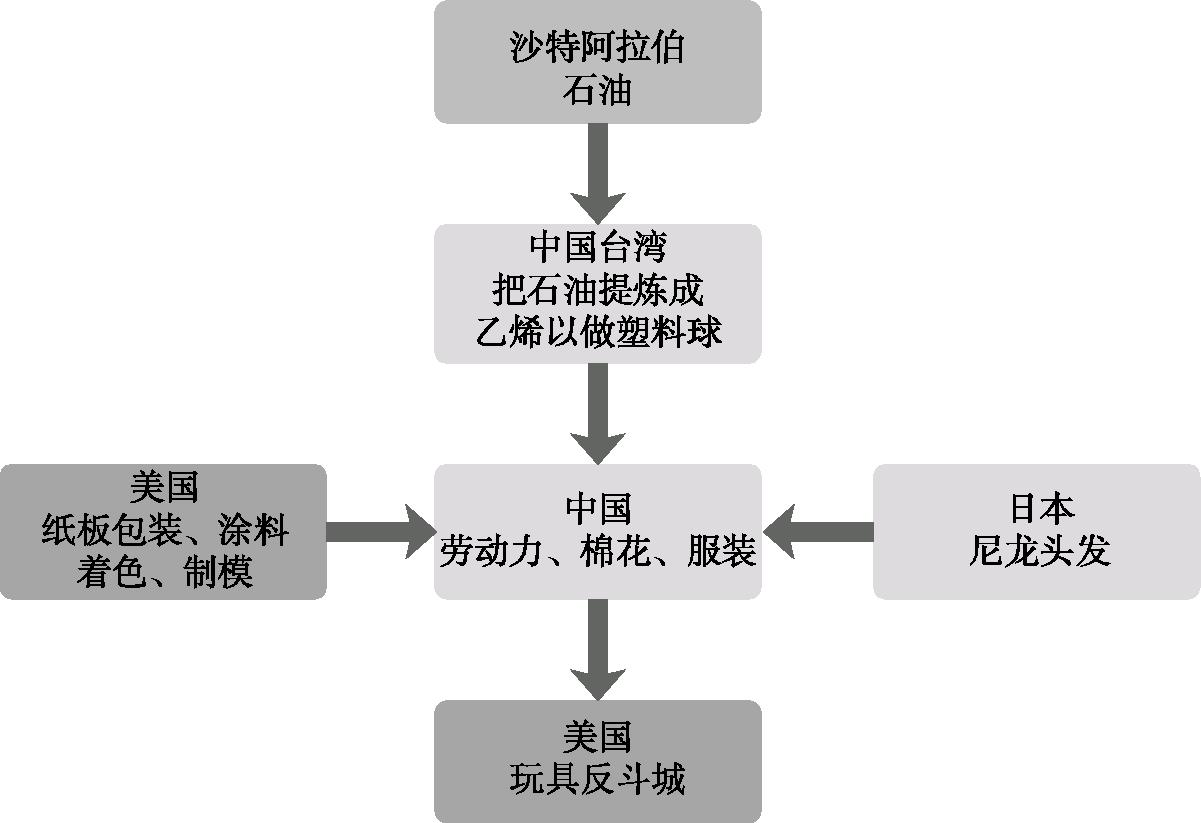 沙特阿拉伯
石油
中国台湾
把石油提炼成
乙烯以做塑料球
美国
纸板包装、涂料
着色、制模
中国
劳动力、棉花、服装
日本
尼龙头发
美国
玩具反斗城